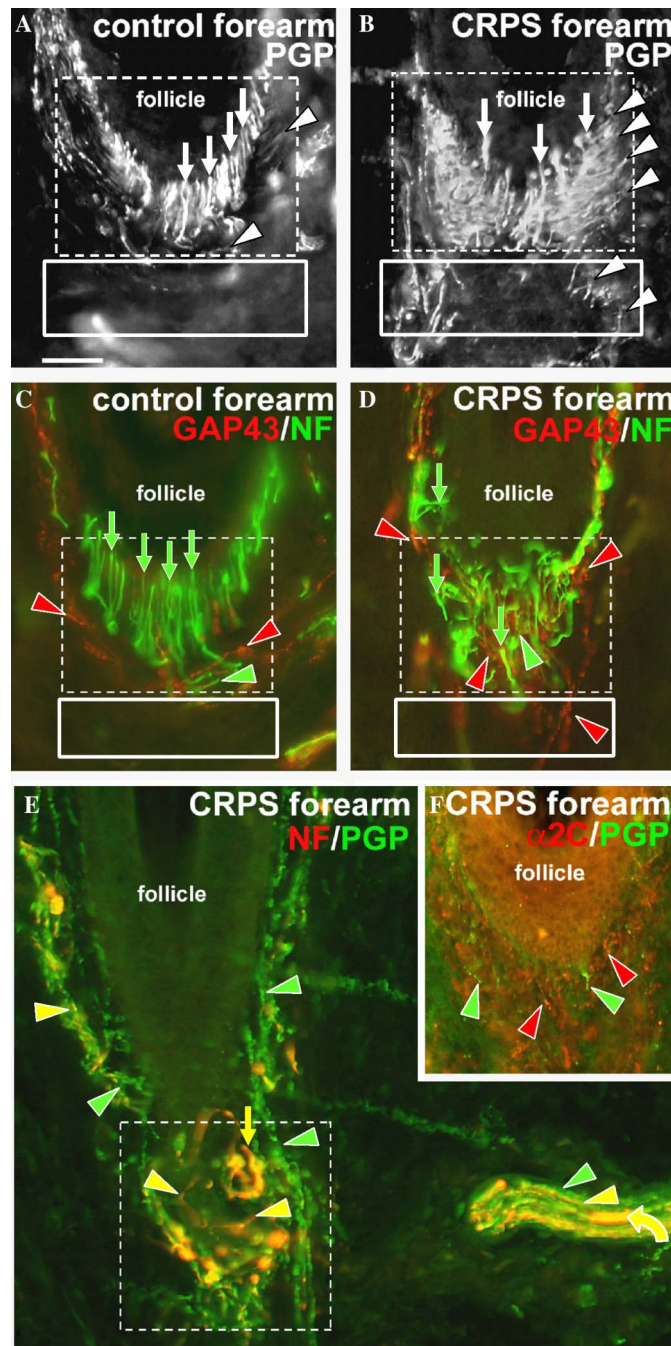 A
control forearm
PGP
follicle
B
CRPS forearm
PGP
follicle
C
control forearm
GAP43/NF
follicle
D
CRPS forearm
GAP43/NF
follicle
E
CRPS forearm
NF/PGP
follicle
F
CRPS forearm
α2C/PGP
follicle